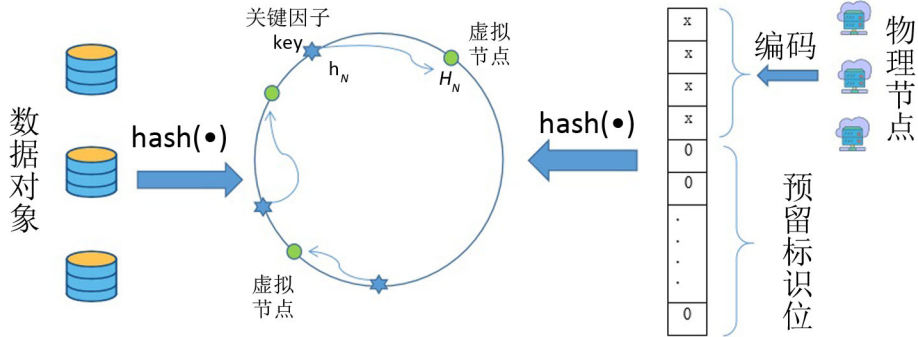 数据对象
hash(•)
关键因子
key
h_N
虚拟
节点
H_N
虚拟
节点
hash(•)
x
x
x
x
0
0
.
.
.
.
0
编码
物理节点
预留标识位